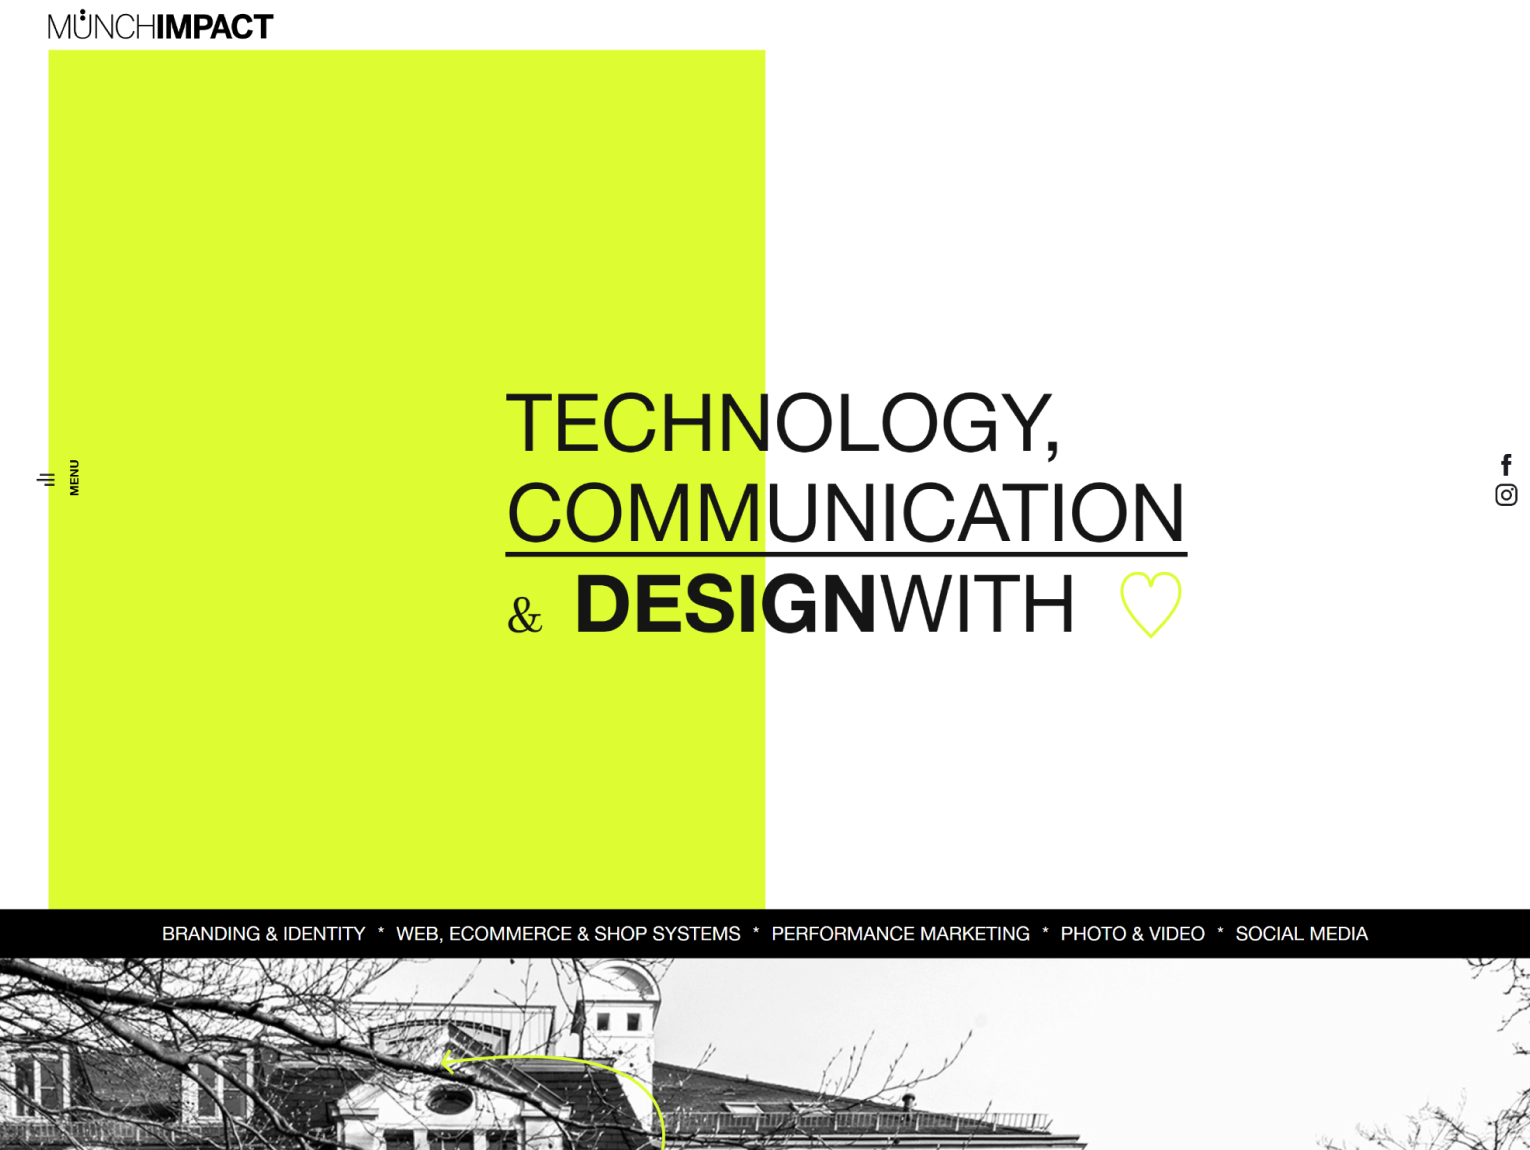 MÜNCHIMPACT
TECHNOLOGY,
COMMUNICATION
& DESIGNWITH
MENU
BRANDING & IDENTITY * WEB, ECOMMERCE & SHOP SYSTEMS * PERFORMANCE MARKETING * PHOTO & VIDEO * SOCIAL MEDIA